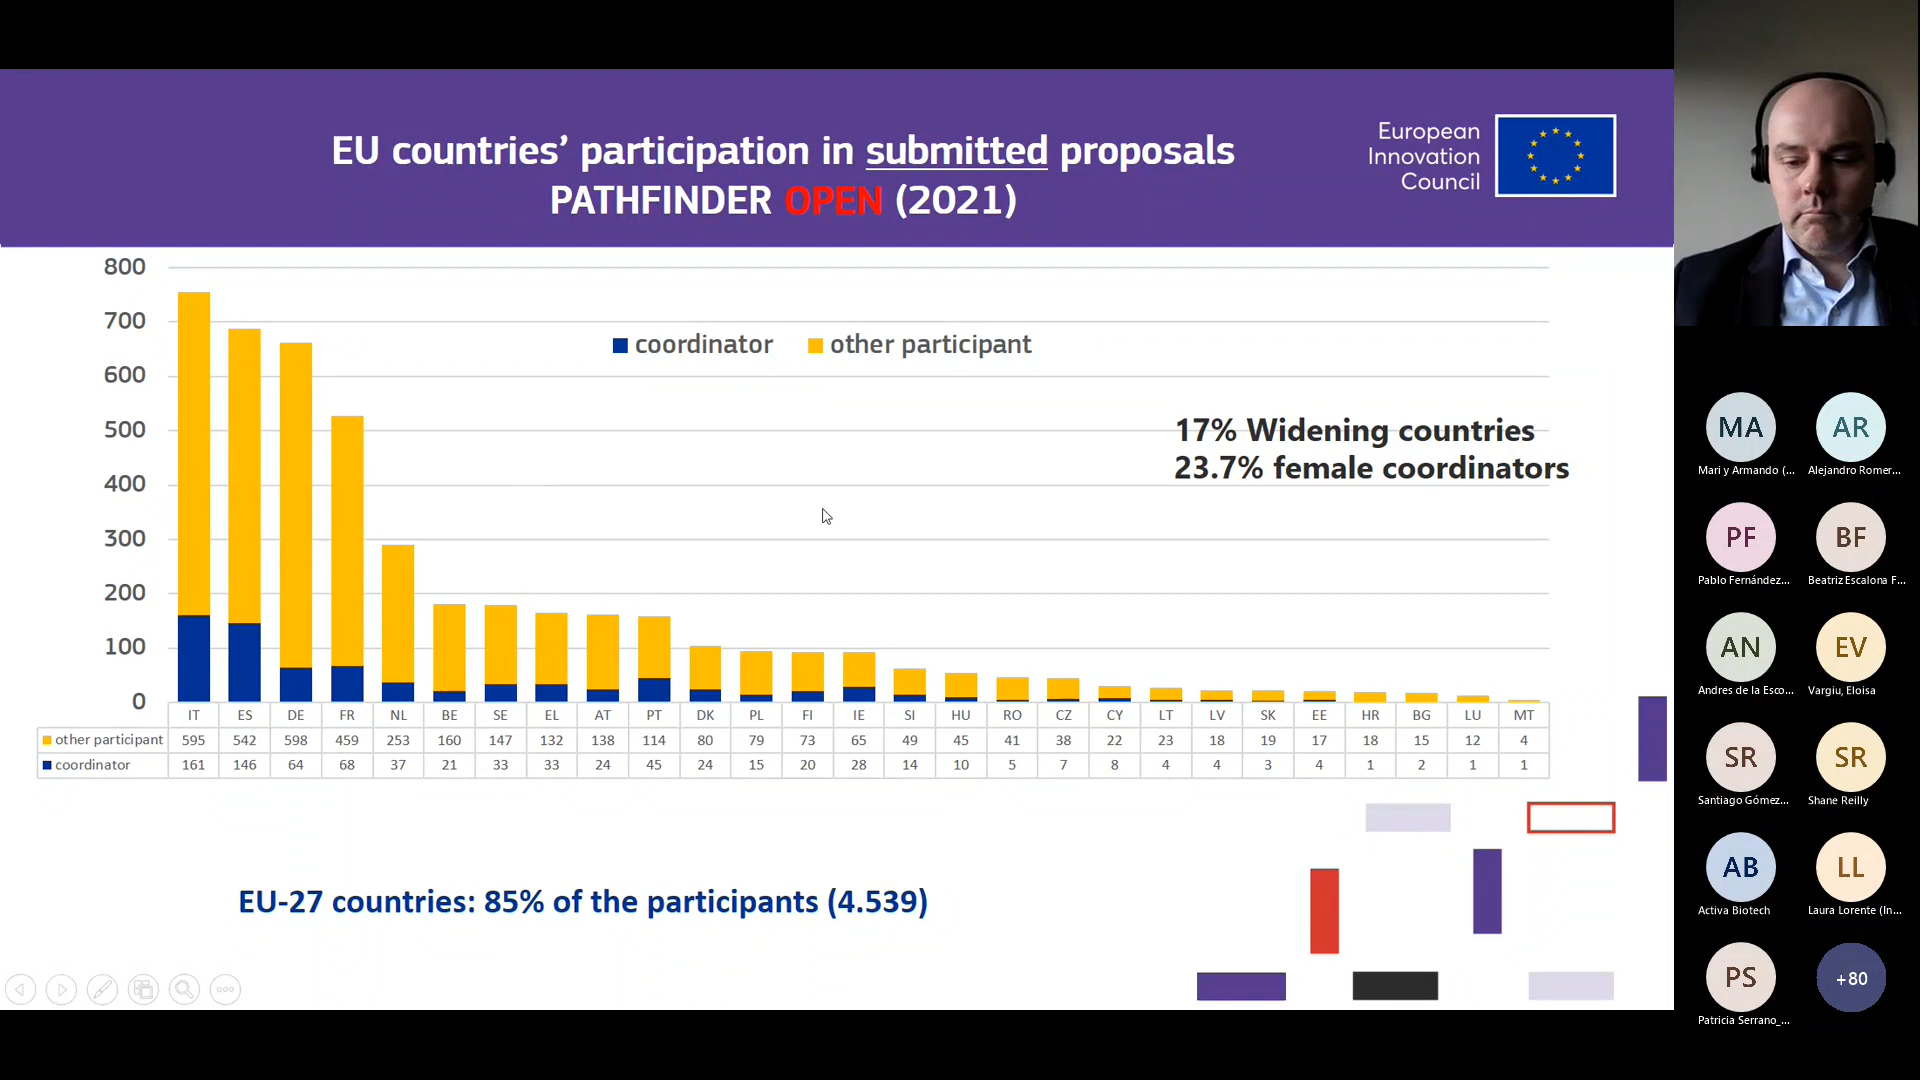 EU countries’ participation in submitted proposals
PATHFINDER OPEN (2021)
European
Innovation
Council
800
700
600
500
400
300
200
100
0
coordinator other participant
17% Widening countries
23.7% female coordinators
IT ES DE FR NL BE SE EL AT PT DK PL FI IE SI HU RO CZ CY LT LV SK EE HR BG LU MT
other participant 595 542 598 459 253 160 147 132 138 114 80 79 73 65 49 45 41 38 22 23 18 19 17 18 15 12 4
coordinator 161 146 64 68 37 21 33 33 24 45 24 15 20 28 14 10 5 7 8 4 4 3 4 1 2 1 1
EU-27 countries: 85% of the participants (4.539)
MA AR
Mari y Armando (... Alejandro Romer...
PF BF
Pablo Fernández... Beatriz Escalona F...
AN EV
Andres de la Esco... Vargiu, Eloisa
SR SR
Santiago Gómez... Shane Reilly
AB LL
Activa Biotech Laura Lorente (In...
PS +80
Patricia Serrano_...